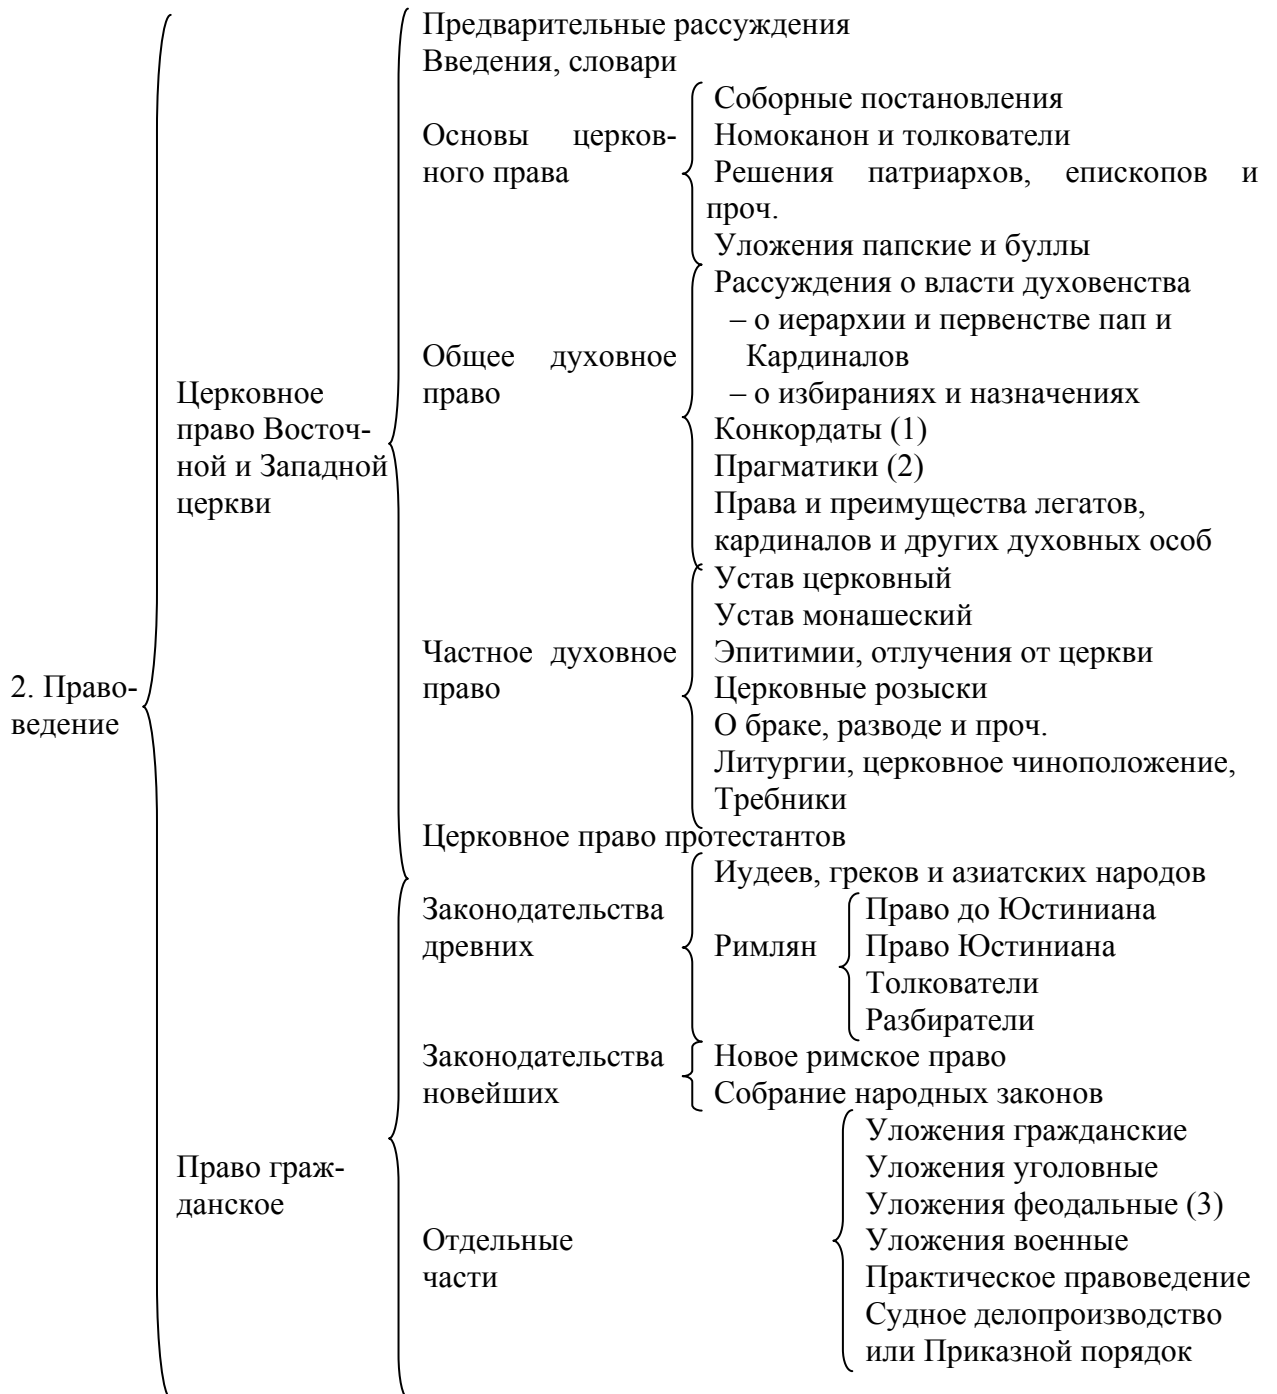 2. Право-
ведение
Церковное
право Восточ-
ной и Западной
церкви
Предварительные рассуждения
Введения, словари
Основы церков-
ного права
Соборные постановления
Номоканон и толкователи
Решения патриархов, епископов и
проч.
Уложения папские и буллы
Общее духовное
право
Рассуждения о власти духовенства
– о иерархии и первенстве пап и
Кардиналов
– о избираниях и назначениях
Конкордаты (1)
Прагматики (2)
Права и преимущества легатов,
кардиналов и других духовных особ
Частное духовное
право
Устав церковный
Устав монашеский
Эпитимии, отлучения от церкви
Церковные розыски
О браке, разводе и проч.
Литургии, церковное чиноположение,
Требники
Церковное право протестантов
Право граж-
данское
Законодательства
древних
Иудеев, греков и азиатских народов
Римлян
Право до Юстиниана
Право Юстиниана
Толкователи
Разбиратели
Законодательства
новейших
Новое римское право
Собрание народных законов
Отдельные
части
Уложения гражданские
Уложения уголовные
Уложения феодальные (3)
Уложения военные
Практическое правоведение
Судное делопроизводство
или Приказной порядок